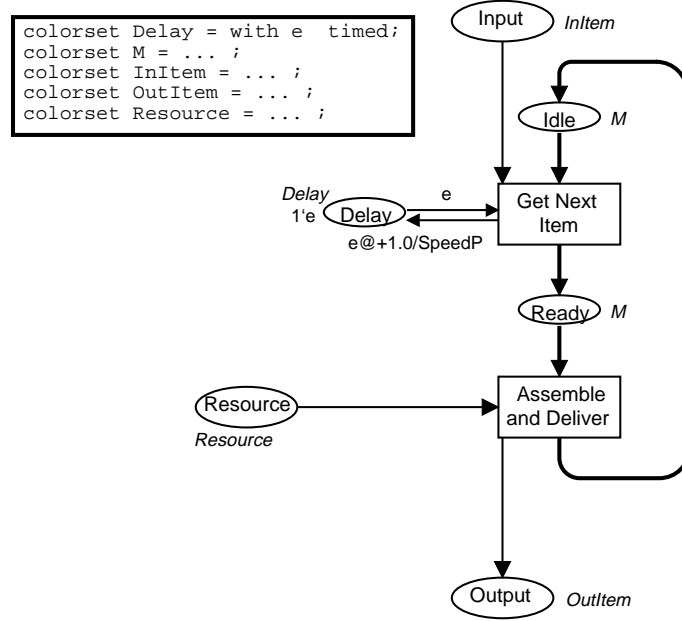 colorset Delay = with e  timed;
colorset M = ... ;
colorset InItem = ... ;
colorset OutItem = ... ;
colorset Resource = ... ;
Input
InItem
Idle
M
Delay
1‘e
Delay
e
e@+1.0/SpeedP
Get Next
Item
Ready
M
Resource
Resource
Assemble
and Deliver
Output
OutItem